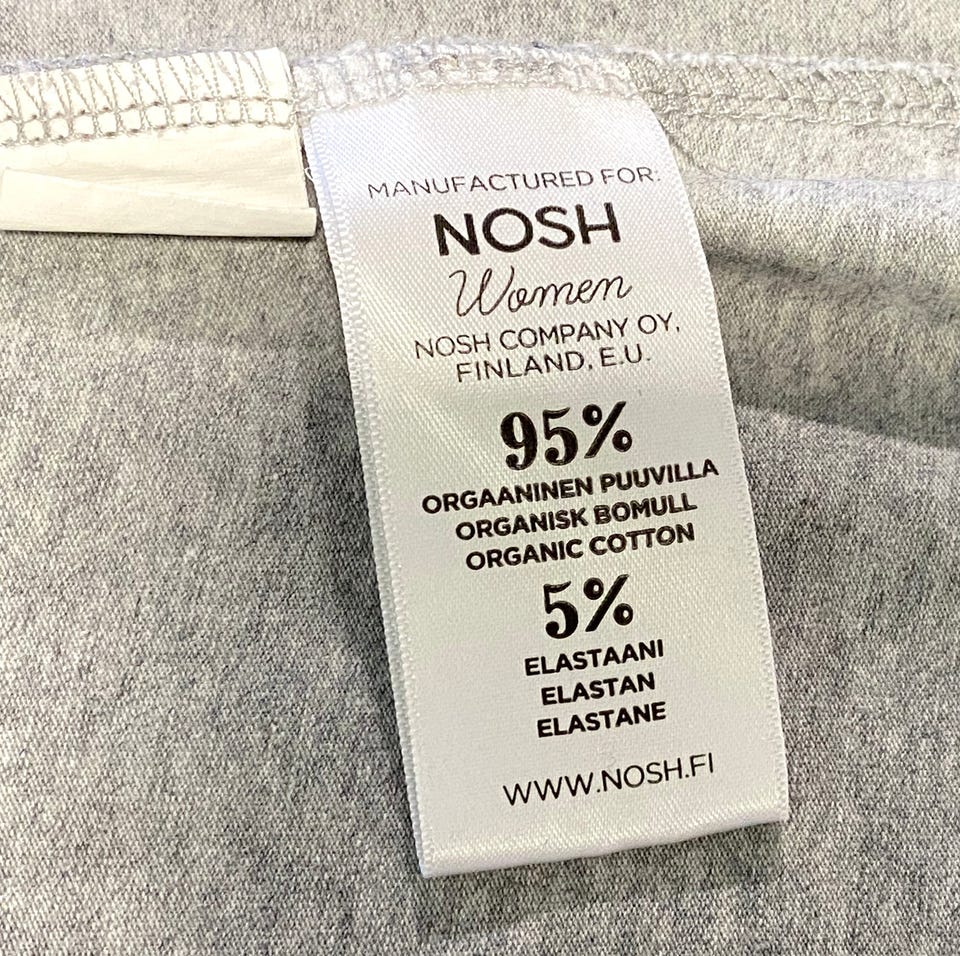 MANUFACTURED FOR:
NOSH
Women
NOSH COMPANY OY,
FINLAND, E.U.
95%
ORGAANINEN PUUVILLA
ORGANISK BOMULL
ORGANIC COTTON
5%
ELASTAANI
ELASTAN
ELASTANE
WWW.NOSH.FI